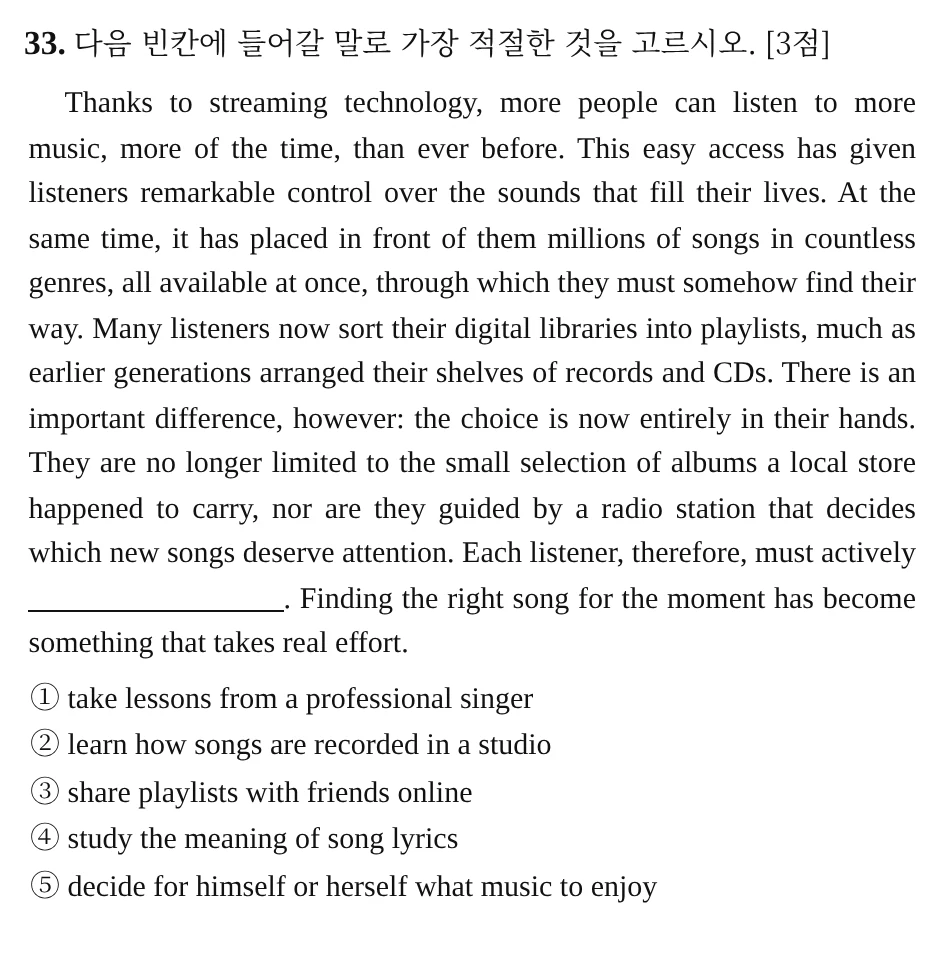 33. 다음 빈칸에 들어갈 말로 가장 적절한 것을 고르시오. [3점]
Thanks to streaming technology, more people can listen to more
music, more of the time, than ever before. This easy access has given
listeners remarkable control over the sounds that fill their lives. At the
same time, it has placed in front of them millions of songs in countless
genres, all available at once, through which they must somehow find their
way. Many listeners now sort their digital libraries into playlists, much as
earlier generations arranged their shelves of records and CDs. There is an
important difference, however: the choice is now entirely in their hands.
They are no longer limited to the small selection of albums a local store
happened to carry, nor are they guided by a radio station that decides
which new songs deserve attention. Each listener, therefore, must actively
____________________. Finding the right song for the moment has become
something that takes real effort.
① take lessons from a professional singer
② learn how songs are recorded in a studio
③ share playlists with friends online
④ study the meaning of song lyrics
⑤ decide for himself or herself what music to enjoy